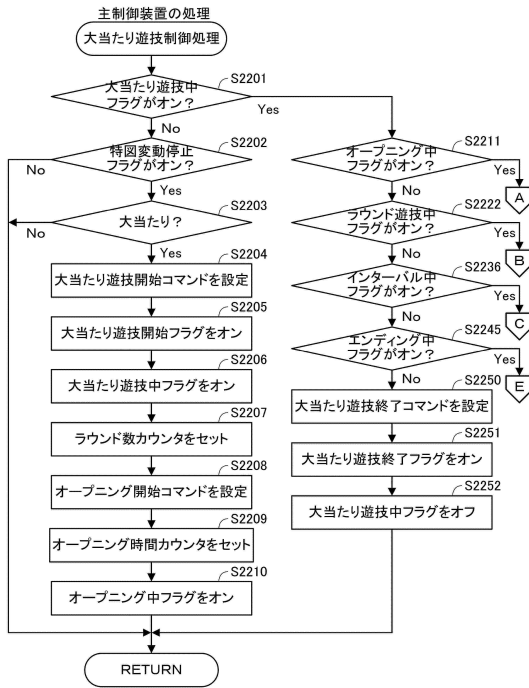 主制御装置の処理
大当たり遊技制御処理
S2201
大当たり遊技中
フラグがオン？
Yes
No
S2202
特図変動停止
フラグがオン？
No
Yes
S2203
大当たり？
No
Yes
S2204
大当たり遊技開始コマンドを設定
S2205
大当たり遊技開始フラグをオン
S2206
大当たり遊技中フラグをオン
S2207
ラウンド数カウンタをセット
S2208
オープニング開始コマンドを設定
S2209
オープニング時間カウンタをセット
S2210
オープニング中フラグをオン
S2211
オープニング中
フラグがオン？
Yes
A
No
S2222
ラウンド遊技中
フラグがオン？
Yes
B
No
S2236
インターバル中
フラグがオン？
Yes
C
No
S2245
エンディング中
フラグがオン？
Yes
E
No
S2250
大当たり遊技終了コマンドを設定
S2251
大当たり遊技終了フラグをオン
S2252
大当たり遊技中フラグをオフ
RETURN